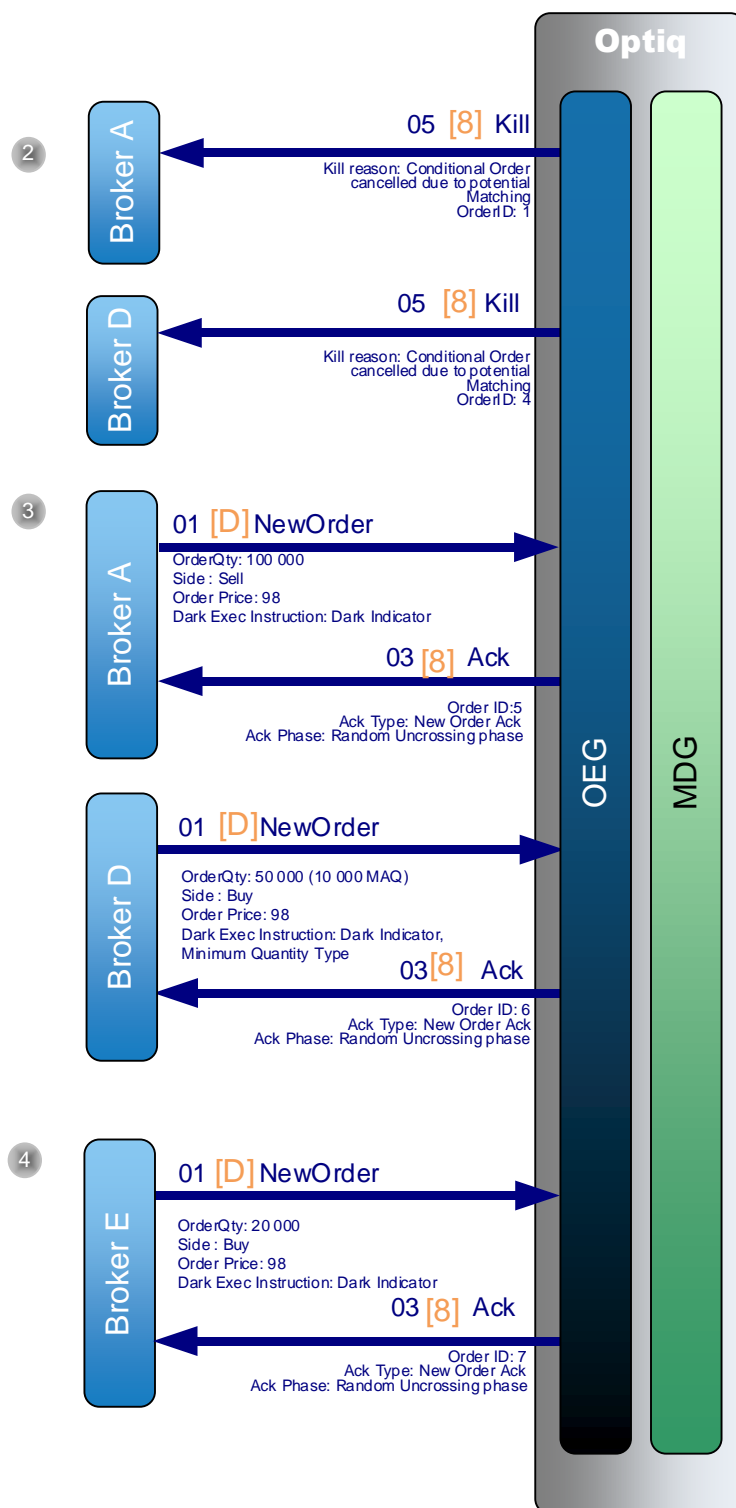 Optiq
2
Broker A
05 [8] Kill
Kill reason: Conditional Order
cancelled due to potential
Matching
OrderID: 1
Broker D
05 [8] Kill
Kill reason: Conditional Order
cancelled due to potential
Matching
OrderID: 4
3
Broker A
01 [D] NewOrder
OrderQty: 100 000
Side : Sell
Order Price: 98
Dark Exec Instruction: Dark Indicator
03 [8] Ack
Order ID:5
Ack Type: New Order Ack
Ack Phase: Random Uncrossing phase
OEG
MDG
Broker D
01 [D] NewOrder
OrderQty: 50 000 (10 000 MAQ)
Side : Buy
Order Price: 98
Dark Exec Instruction: Dark Indicator,
Minimum Quantity Type
03 [8] Ack
Order ID: 6
Ack Type: New Order Ack
Ack Phase: Random Uncrossing phase
4
Broker E
01 [D] NewOrder
OrderQty: 20 000
Side : Buy
Order Price: 98
Dark Exec Instruction: Dark Indicator
03 [8] Ack
Order ID: 7
Ack Type: New Order Ack
Ack Phase: Random Uncrossing phase